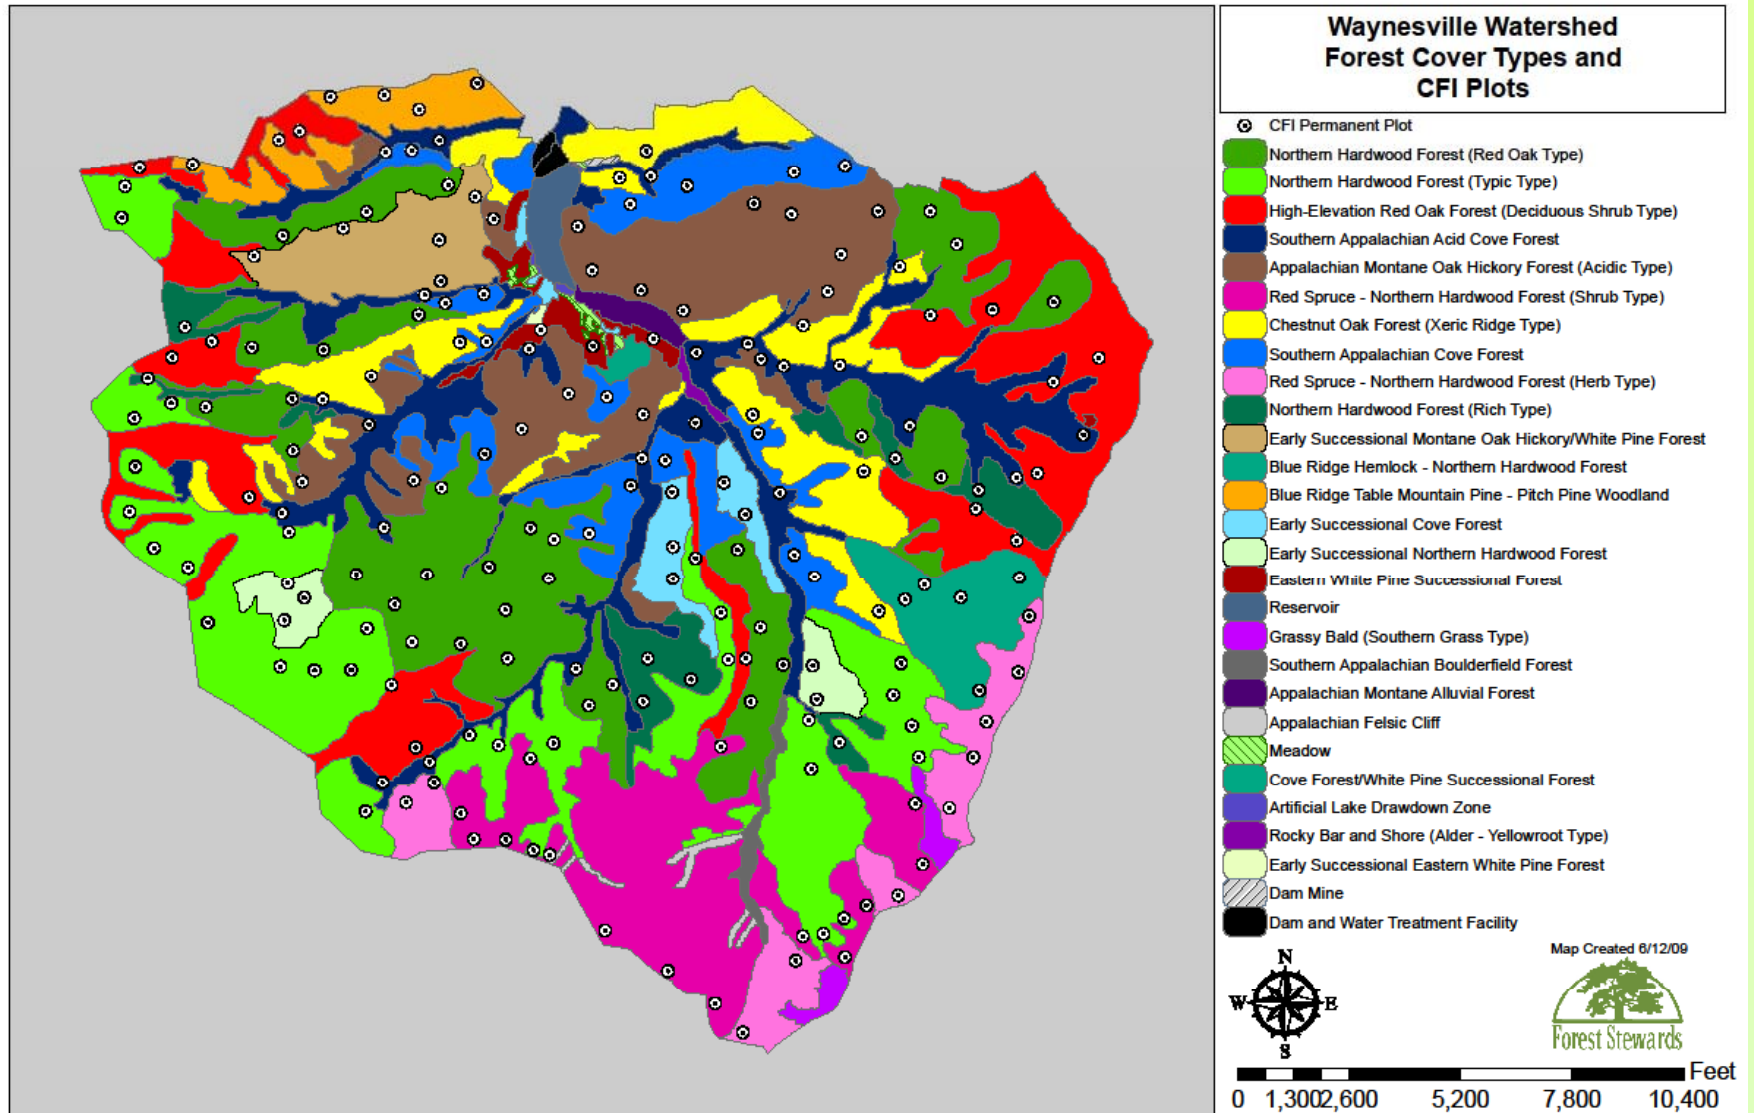 Waynesville Watershed
Forest Cover Types and
CFI Plots
CFI Permanent Plot
Northern Hardwood Forest (Red Oak Type)
Northern Hardwood Forest (Typic Type)
High-Elevation Red Oak Forest (Deciduous Shrub Type)
Southern Appalachian Acid Cove Forest
Appalachian Montane Oak Hickory Forest (Acidic Type)
Red Spruce - Northern Hardwood Forest (Shrub Type)
Chestnut Oak Forest (Xeric Ridge Type)
Southern Appalachian Cove Forest
Red Spruce - Northern Hardwood Forest (Herb Type)
Northern Hardwood Forest (Rich Type)
Early Successional Montane Oak Hickory/White Pine Forest
Blue Ridge Hemlock - Northern Hardwood Forest
Blue Ridge Table Mountain Pine - Pitch Pine Woodland
Early Successional Cove Forest
Early Successional Northern Hardwood Forest
Eastern White Pine Successional Forest
Reservoir
Grassy Bald (Southern Grass Type)
Southern Appalachian Boulderfield Forest
Appalachian Montane Alluvial Forest
Appalachian Felsic Cliff
Meadow
Cove Forest/White Pine Successional Forest
Artificial Lake Drawdown Zone
Rocky Bar and Shore (Alder - Yellowroot Type)
Early Successional Eastern White Pine Forest
Dam Mine
Dam and Water Treatment Facility
Map Created 6/12/09
N
W E
S
Forest Stewards
Feet
0 1,300 2,600 5,200 7,800 10,400